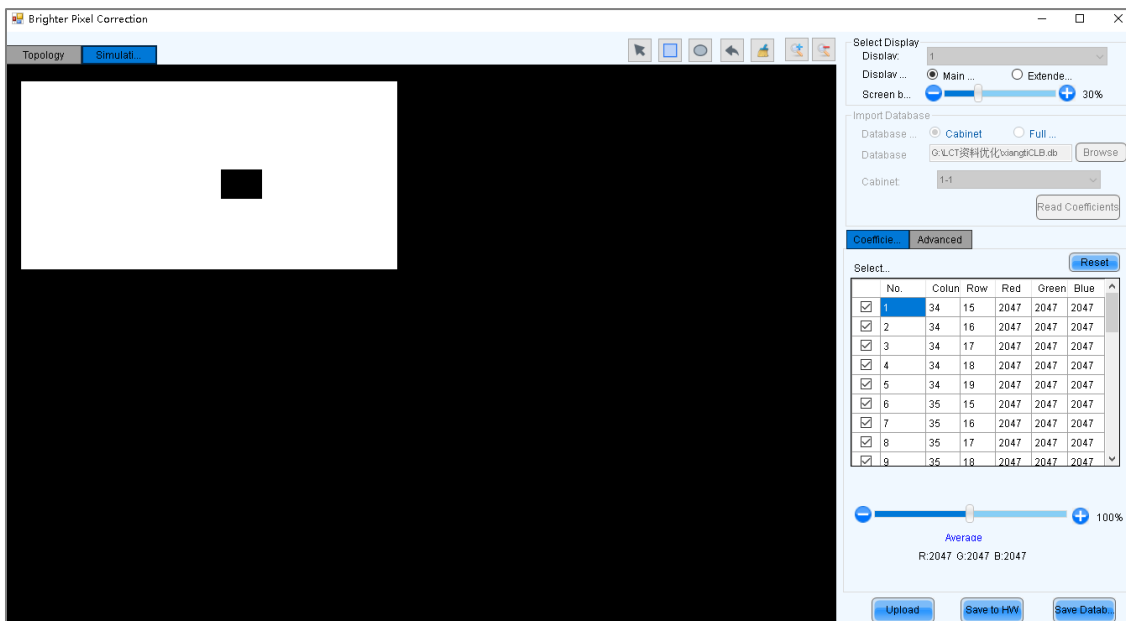 Brighter Pixel Correction
Topology Simulati...
Select Display
Display: 1
Display ... Main ... Extende...
Screen b... 30%
Import Database
Database ... Cabinet Full ...
Database G:\LCT资料优化\xiangtiCLB.db Browse
Cabinet: 1-1
Read Coefficients
Coefficie... Advanced
Select... Reset
No. Colun Row Red Green Blue
1 34 15 2047 2047 2047
2 34 16 2047 2047 2047
3 34 17 2047 2047 2047
4 34 18 2047 2047 2047
5 34 19 2047 2047 2047
6 35 15 2047 2047 2047
7 35 16 2047 2047 2047
8 35 17 2047 2047 2047
9 35 18 2047 2047 2047
100%
Average
R:2047 G:2047 B:2047
Upload Save to HW Save Datab...